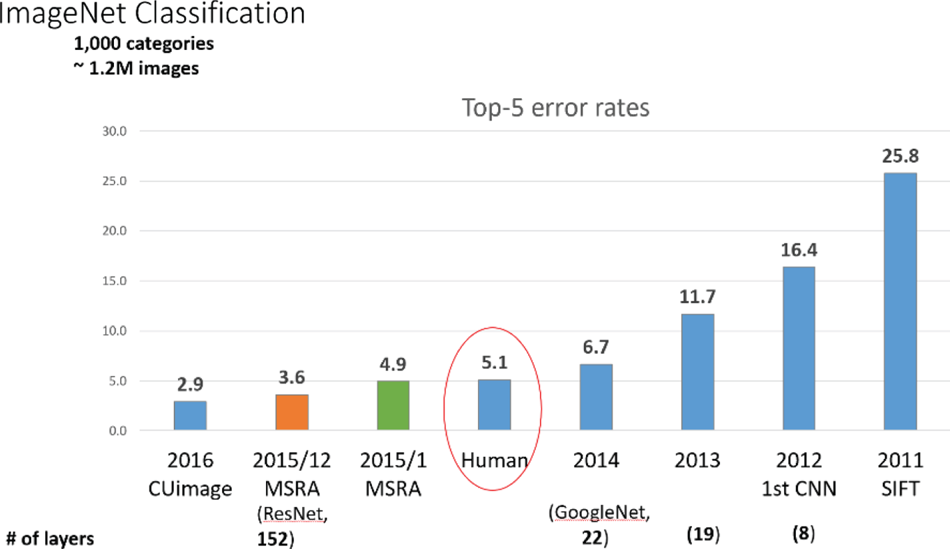 ImageNet Classification
1,000 categories
~ 1.2M images
Top-5 error rates
30.0
25.0
20.0
15.0
10.0
5.0
0.0
2.9
3.6
4.9
5.1
6.7
11.7
16.4
25.8
2016 2015/12 2015/1 Human 2014 2013 2012 2011
CUimage MSRA MSRA 1st CNN SIFT
(ResNet, (GoogleNet,
# of layers 152) 22) (19) (8)